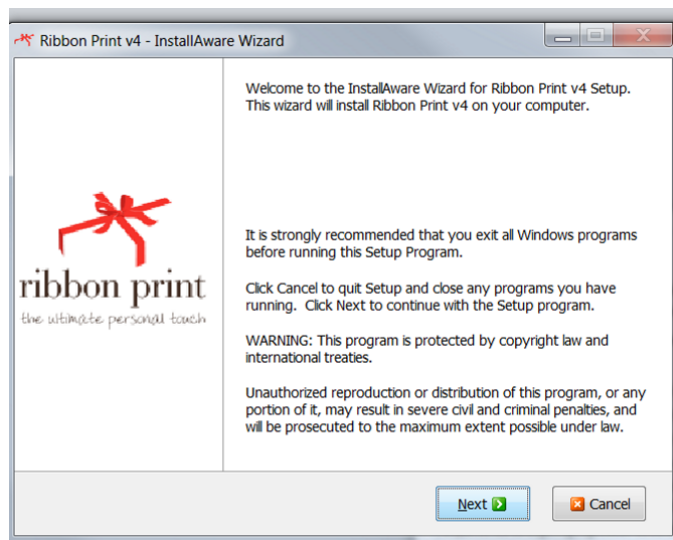 Ribbon Print v4 - InstallAware Wizard
Welcome to the InstallAware Wizard for Ribbon Print v4 Setup.
This wizard will install Ribbon Print v4 on your computer.
It is strongly recommended that you exit all Windows programs
before running this Setup Program.
Click Cancel to quit Setup and close any programs you have
running. Click Next to continue with the Setup program.
WARNING: This program is protected by copyright law and
international treaties.
Unauthorized reproduction or distribution of this program, or any
portion of it, may result in severe civil and criminal penalties, and
will be prosecuted to the maximum extent possible under law.
ribbon print
the ultimate personal touch
Next
Cancel